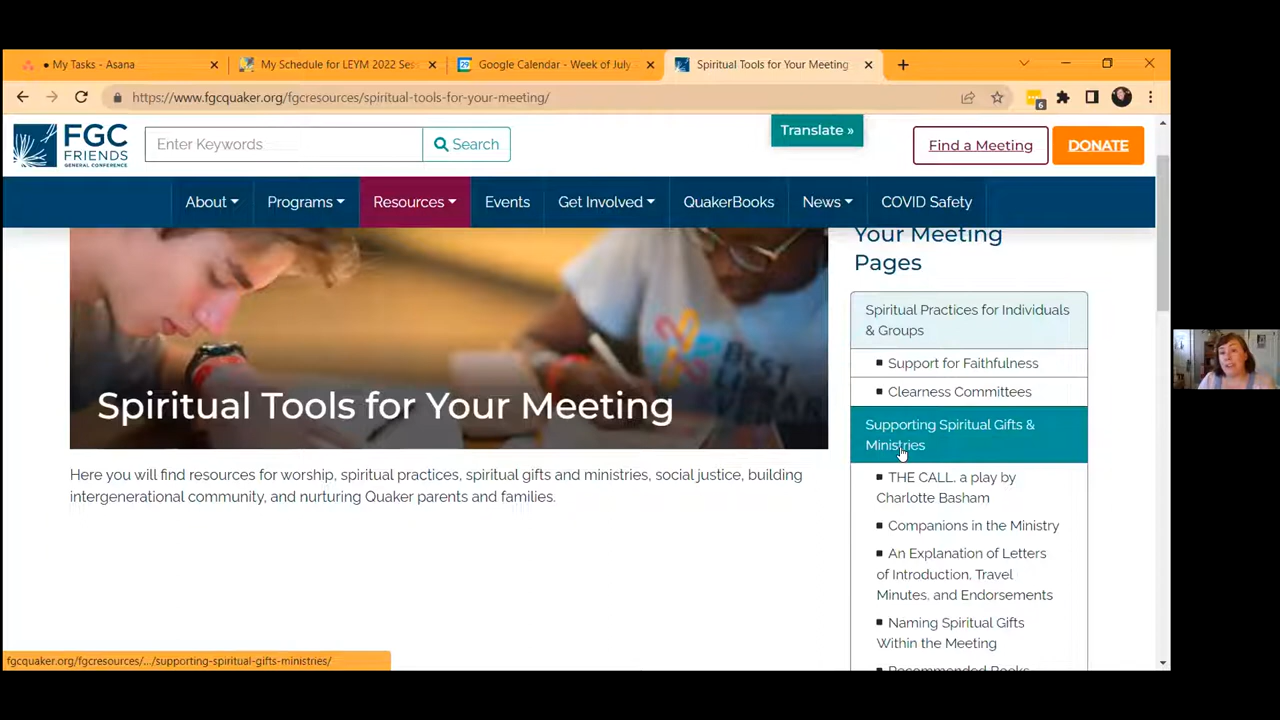 ● My Tasks - Asana
My Schedule for LEYM 2022 Ses
Google Calendar - Week of July
Spiritual Tools for Your Meeting
https://www.fgcquaker.org/fgcresources/spiritual-tools-for-your-meeting/
6
FGC
FRIENDS
GENERAL CONFERENCE
Enter Keywords
Search
Translate »
Find a Meeting
DONATE
About
Programs
Resources
Events
Get Involved
QuakerBooks
News
COVID Safety
BEST
Spiritual Tools for Your Meeting
Here you will find resources for worship, spiritual practices, spiritual gifts and ministries, social justice, building
intergenerational community, and nurturing Quaker parents and families.
Your Meeting
Pages
Spiritual Practices for Individuals
& Groups
Support for Faithfulness
Clearness Committees
Supporting Spiritual Gifts &
Ministries
THE CALL, a play by
Charlotte Basham
Companions in the Ministry
An Explanation of Letters
of Introduction, Travel
Minutes, and Endorsements
Naming Spiritual Gifts
Within the Meeting
Recommended Books
fgcquaker.org/fgcresources/.../supporting-spiritual-gifts-ministries/